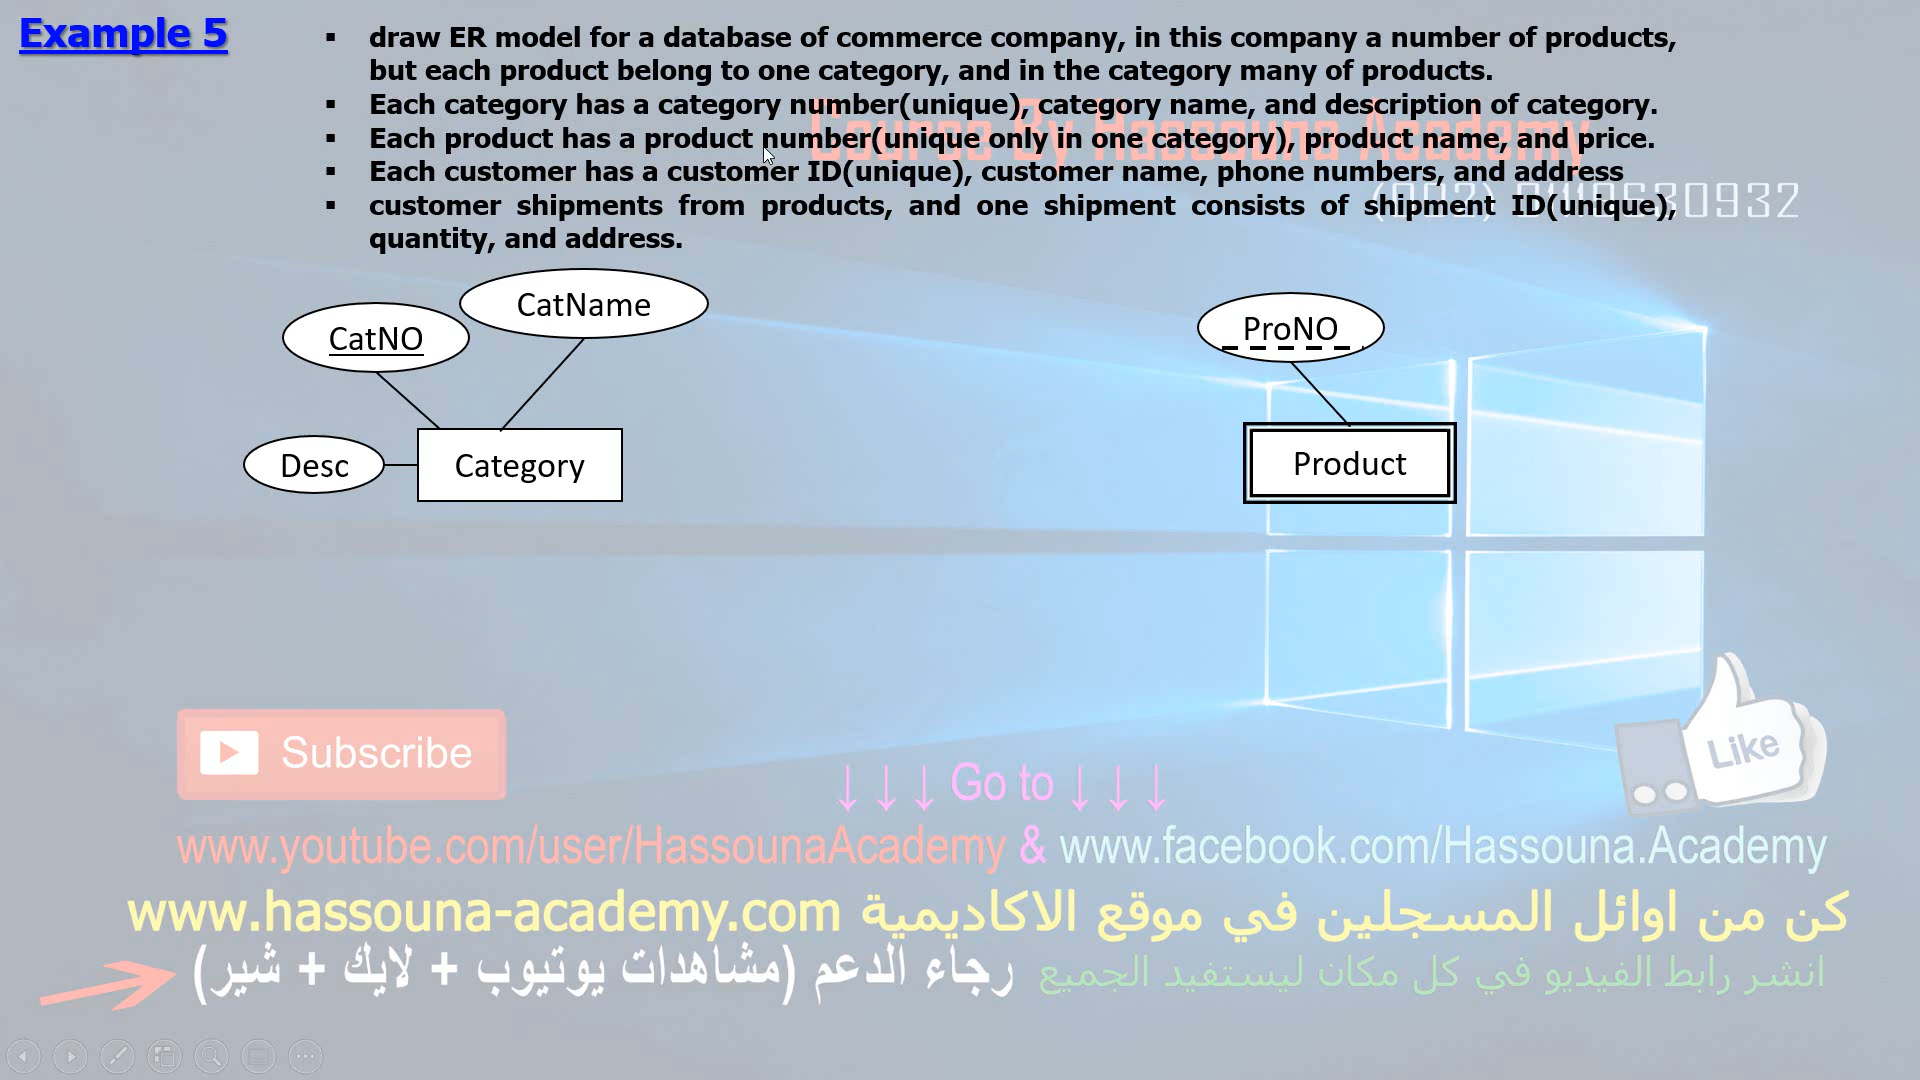 Example 5
▪ draw ER model for a database of commerce company, in this company a number of products,
but each product belong to one category, and in the category many of products.
▪ Each category has a category number(unique), category name, and description of category.
▪ Each product has a product number(unique only in one category), product name, and price.
▪ Each customer has a customer ID(unique), customer name, phone numbers, and address
▪ customer shipments from products, and one shipment consists of shipment ID(unique),
quantity, and address.
Course By Hassouna Academy
CatName
CatNO
ProNO
Desc
Category
Product
Subscribe
Like
↓ ↓ ↓ Go to ↓ ↓ ↓
www.youtube.com/user/HassounaAcademy & www.facebook.com/Hassouna.Academy
كن من اوائل المسجلين في موقع الاكاديمية www.hassouna-academy.com
انشر رابط الفيديو في كل مكان ليستفيد الجميع رجاء الدعم (مشاهدات يوتيوب + لايك + شير)